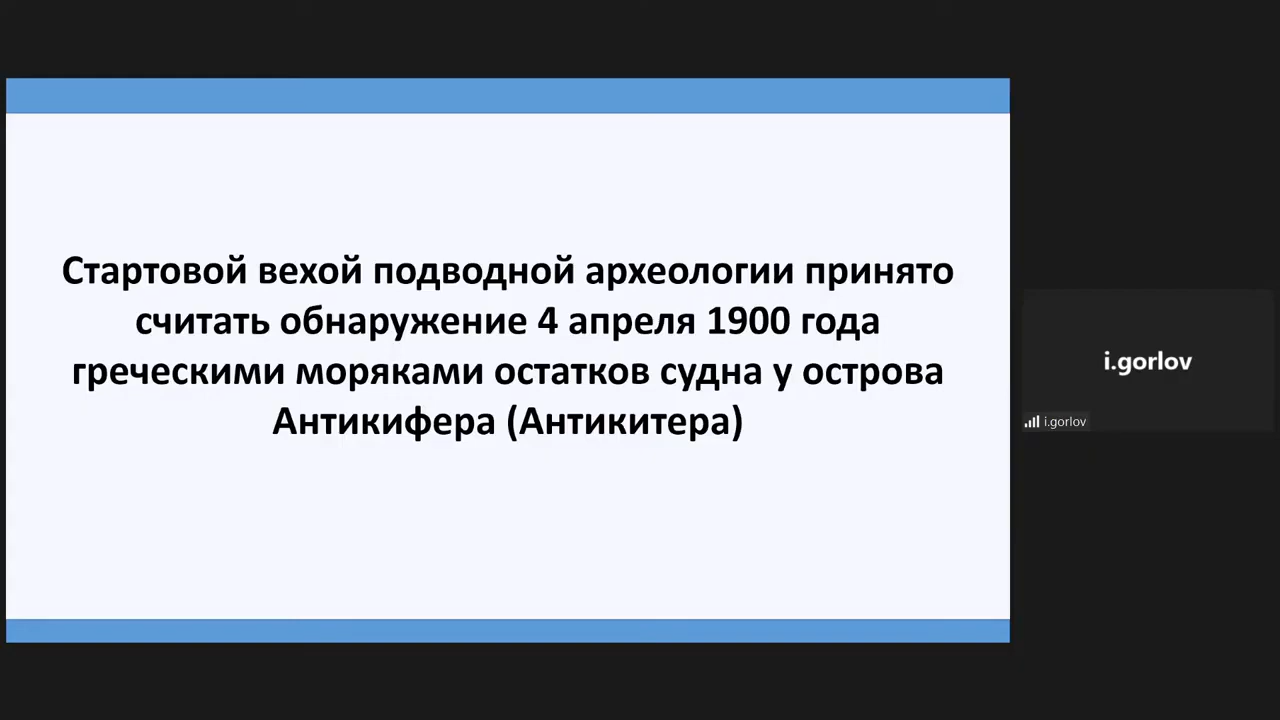 Стартовой вехой подводной археологии принято
считать обнаружение 4 апреля 1900 года
греческими моряками остатков судна у острова
Антикифера (Антикитера)
i.gorlov
i.gorlov